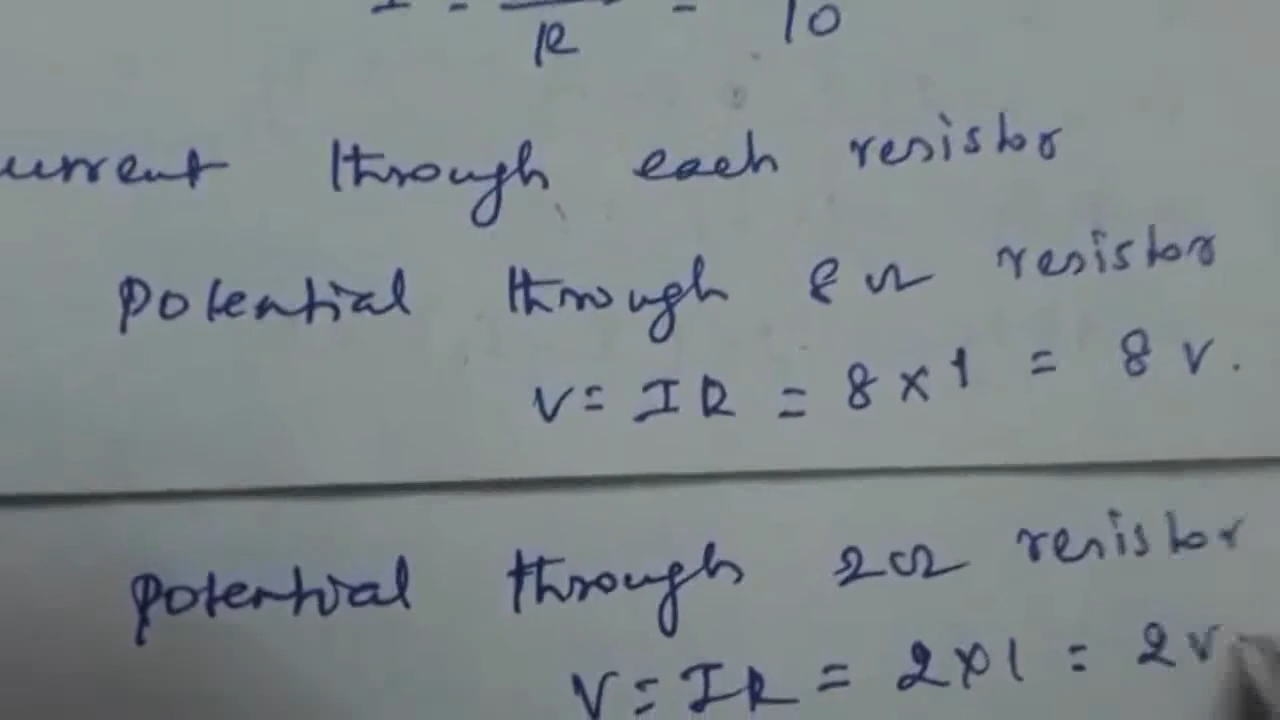 I = — = —
R 10
urrent through each resistor
potential through 8Ω resistor
V = IR = 8 × 1 = 8 V.
potential through 2Ω resistor
V = IR = 2 × 1 = 2 V